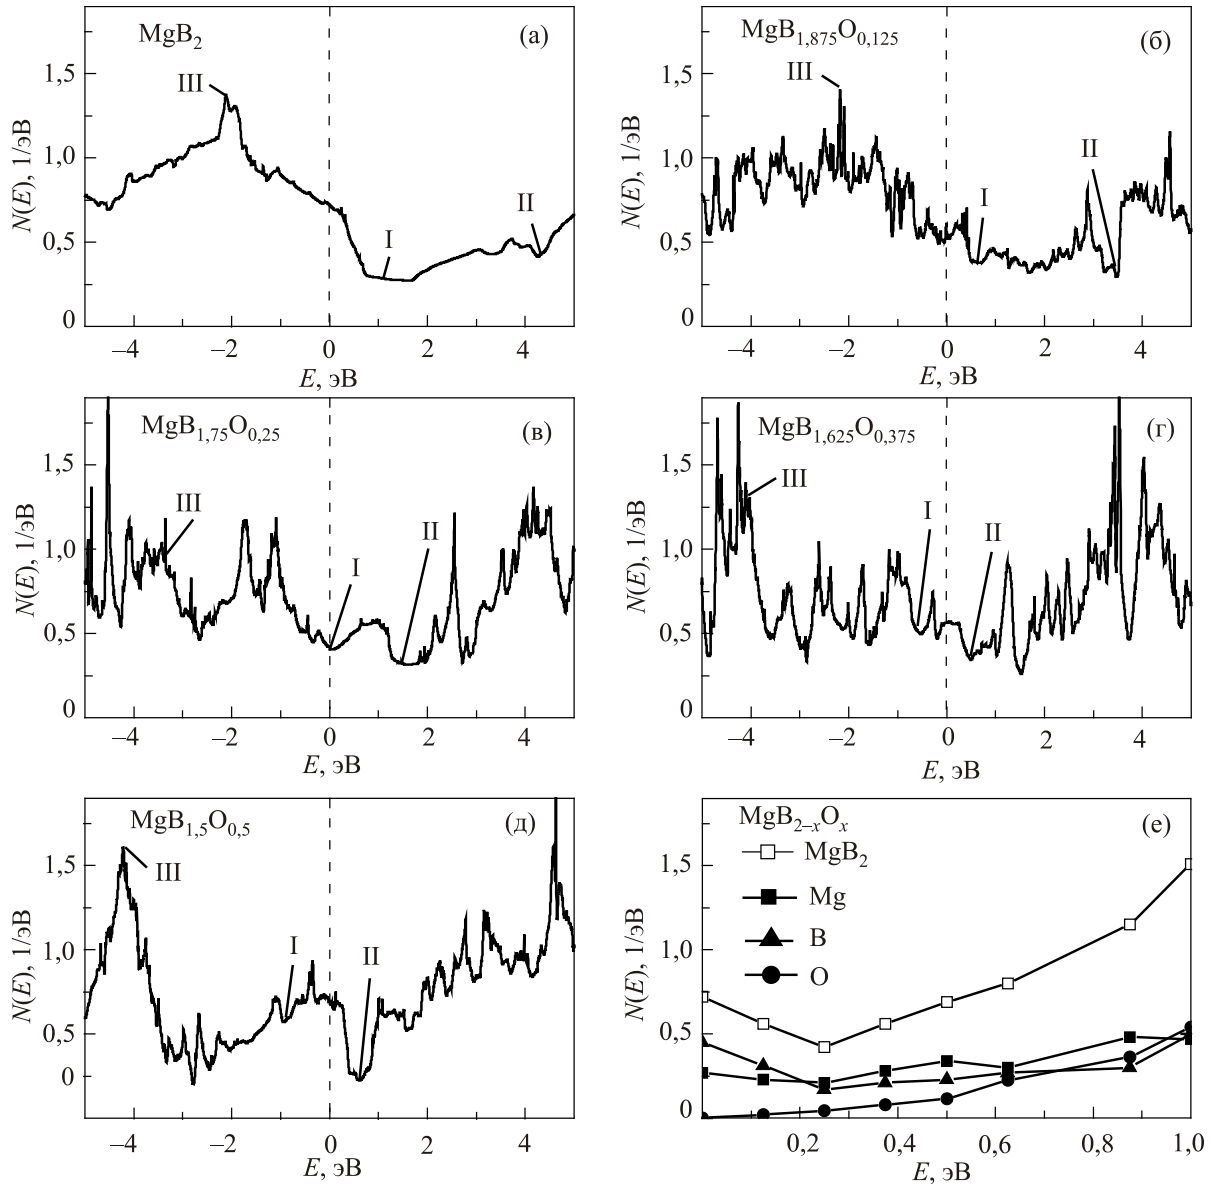 MgB2 (а)
III
I
II
N(E), 1/эВ
1,5
1,0
0,5
0
–4 –2 0 2 4
E, эВ
MgB1,875O0,125 (б)
III
I
II
N(E), 1/эВ
1,5
1,0
0,5
0
–4 –2 0 2 4
E, эВ
MgB1,75O0,25 (в)
III
I
II
N(E), 1/эВ
1,5
1,0
0,5
0
–4 –2 0 2 4
E, эВ
MgB1,625O0,375 (г)
III
I
II
N(E), 1/эВ
1,5
1,0
0,5
0
–4 –2 0 2 4
E, эВ
MgB1,5O0,5 (д)
III
I
II
N(E), 1/эВ
1,5
1,0
0,5
0
–4 –2 0 2 4
E, эВ
MgB2–xOx (е)
MgB2
Mg
B
O
N(E), 1/эВ
1,5
1,0
0,5
0
0,2 0,4 0,6 0,8 1,0
E, эВ